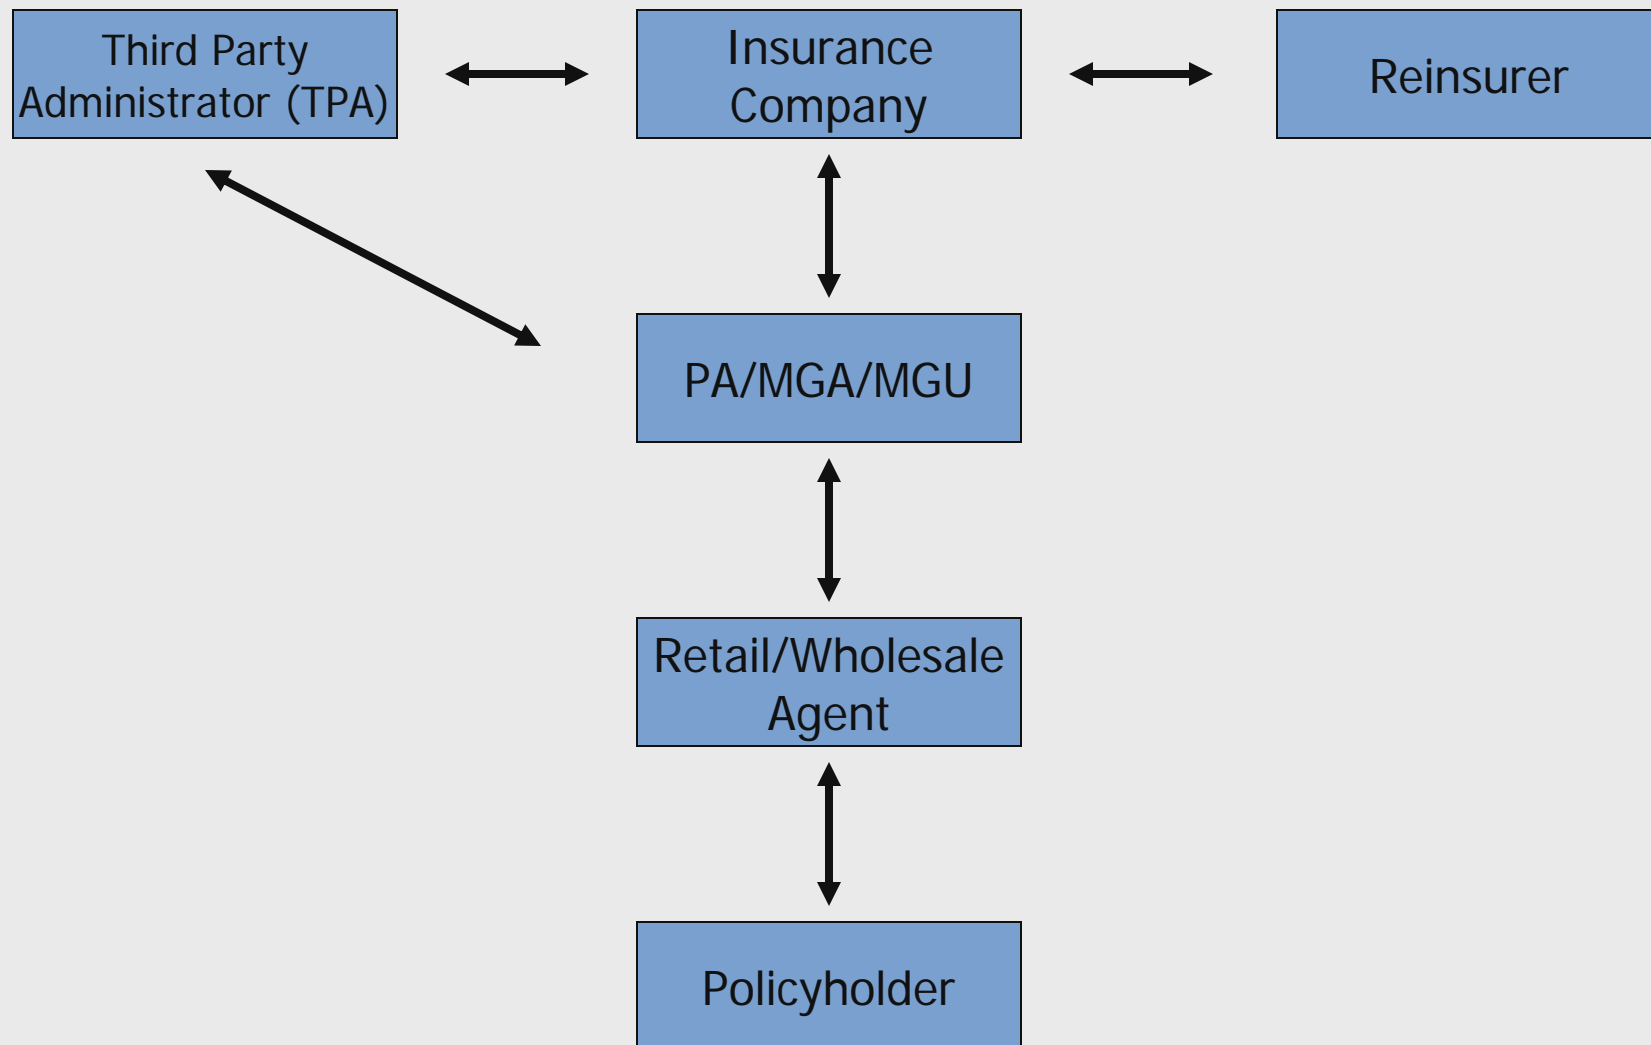 Third Party
Administrator (TPA)
Insurance
Company
Reinsurer
PA/MGA/MGU
Retail/Wholesale
Agent
Policyholder